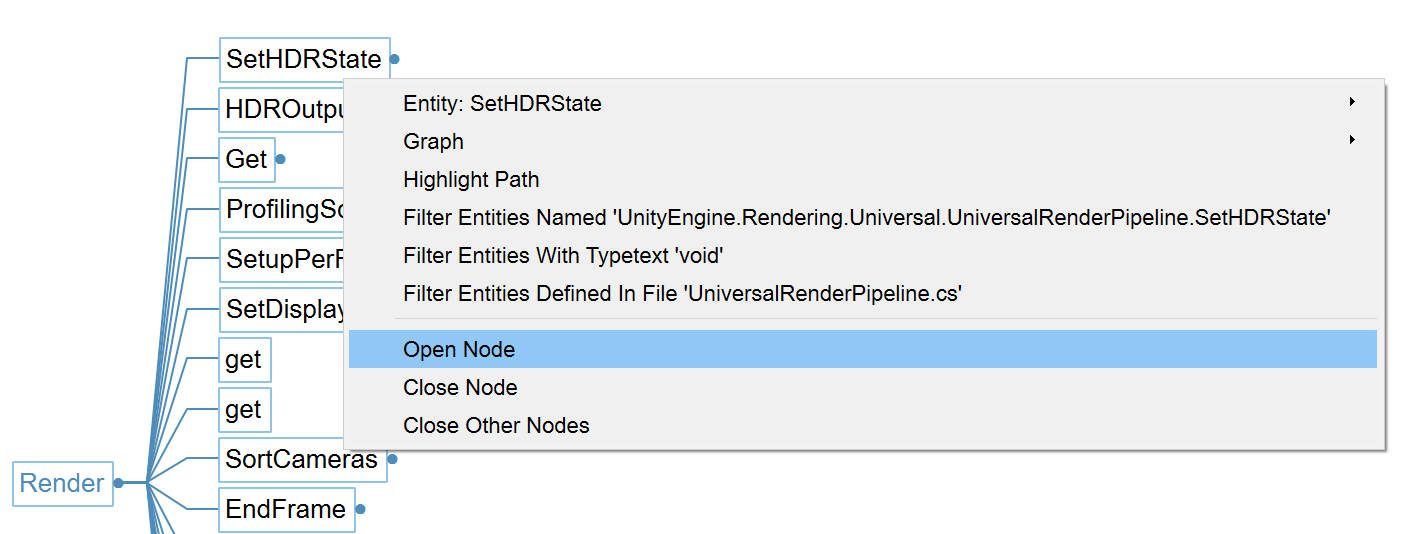 SetHDRState
Entity: SetHDRState
HDROutpu
Graph
Get
Highlight Path
ProfilingSc
Filter Entities Named 'UnityEngine.Rendering.Universal.UniversalRenderPipeline.SetHDRState'
SetupPerF
Filter Entities With Typetext 'void'
SetDisplay
Filter Entities Defined In File 'UniversalRenderPipeline.cs'
get
Open Node
Close Node
get
Close Other Nodes
SortCameras
Render
EndFrame